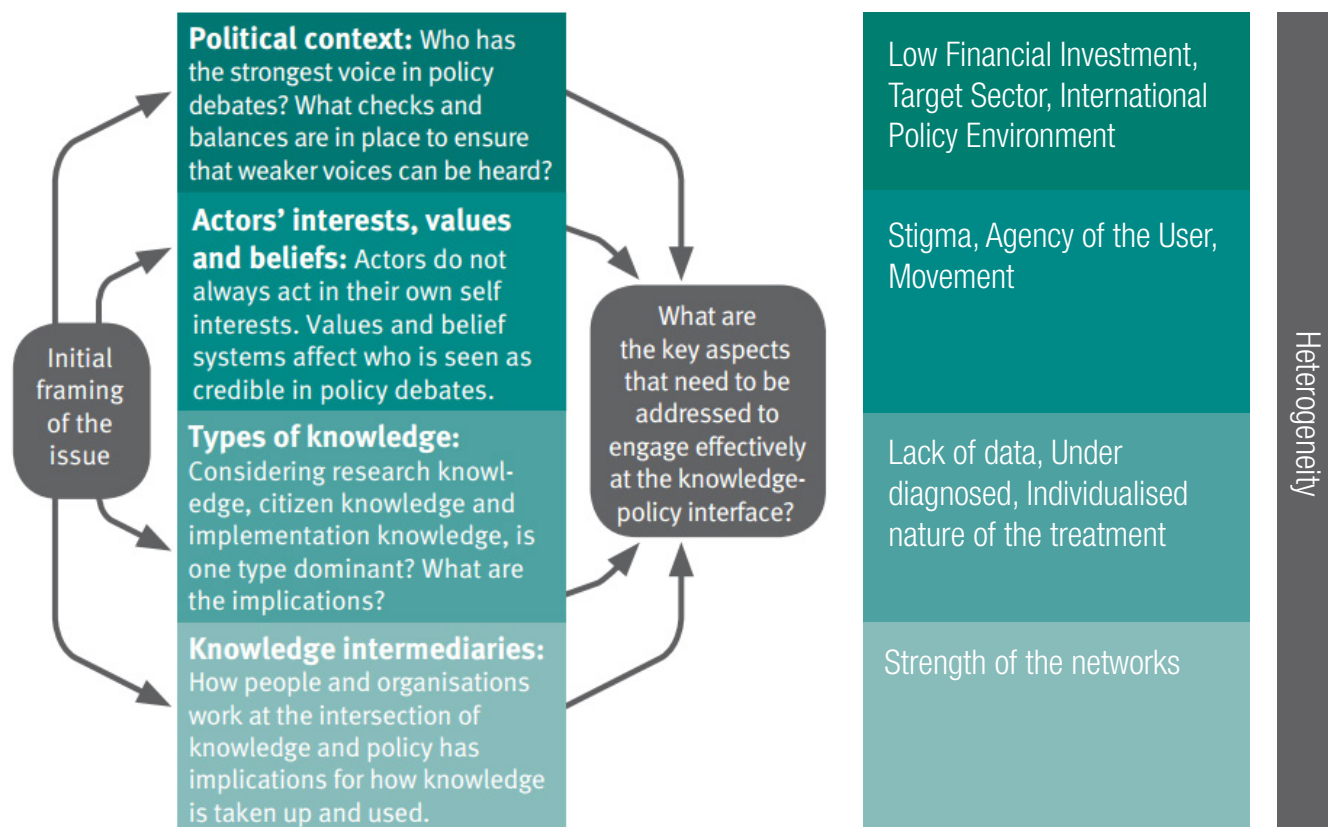 Initial
framing
of the
issue
Political context: Who has
the strongest voice in policy
debates? What checks and
balances are in place to ensure
that weaker voices can be heard?
Actors’ interests, values
and beliefs: Actors do not
always act in their own self
interests. Values and belief
systems affect who is seen as
credible in policy debates.
Types of knowledge:
Considering research knowl-
edge, citizen knowledge and
implementation knowledge, is
one type dominant? What are
the implications?
Knowledge intermediaries:
How people and organisations
work at the intersection of
knowledge and policy has
implications for how knowledge
is taken up and used.
What are
the key aspects
that need to be
addressed to
engage effectively
at the knowledge-
policy interface?
Low Financial Investment,
Target Sector, International
Policy Environment
Stigma, Agency of the User,
Movement
Lack of data, Under
diagnosed, Individualised
nature of the treatment
Strength of the networks
Heterogeneity